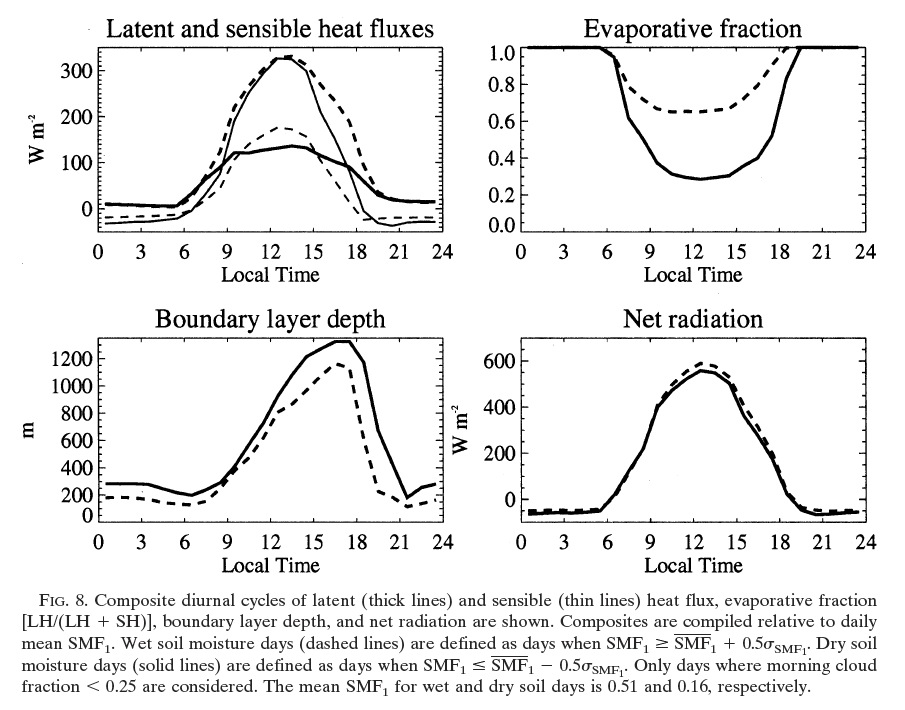 Latent and sensible heat fluxes
300
200
100
0
W m⁻²
0 3 6 9 12 15 18 21 24
Local Time
Evaporative fraction
1.0
0.8
0.6
0.4
0.2
0.0
0 3 6 9 12 15 18 21 24
Local Time
Boundary layer depth
1200
1000
800
600
400
200
0
m
0 3 6 9 12 15 18 21 24
Local Time
Net radiation
600
400
200
0
W m⁻²
0 3 6 9 12 15 18 21 24
Local Time
FIG. 8. Composite diurnal cycles of latent (thick lines) and sensible (thin lines) heat flux, evaporative fraction
[LH/(LH + SH)], boundary layer depth, and net radiation are shown. Composites are compiled relative to daily
mean SMF₁. Wet soil moisture days (dashed lines) are defined as days when SMF₁ ≥ S̅M̅F̅₁ + 0.5σ_SMF₁. Dry soil
moisture days (solid lines) are defined as days when SMF₁ ≤ S̅M̅F̅₁ − 0.5σ_SMF₁. Only days where morning cloud
fraction < 0.25 are considered. The mean SMF₁ for wet and dry soil days is 0.51 and 0.16, respectively.